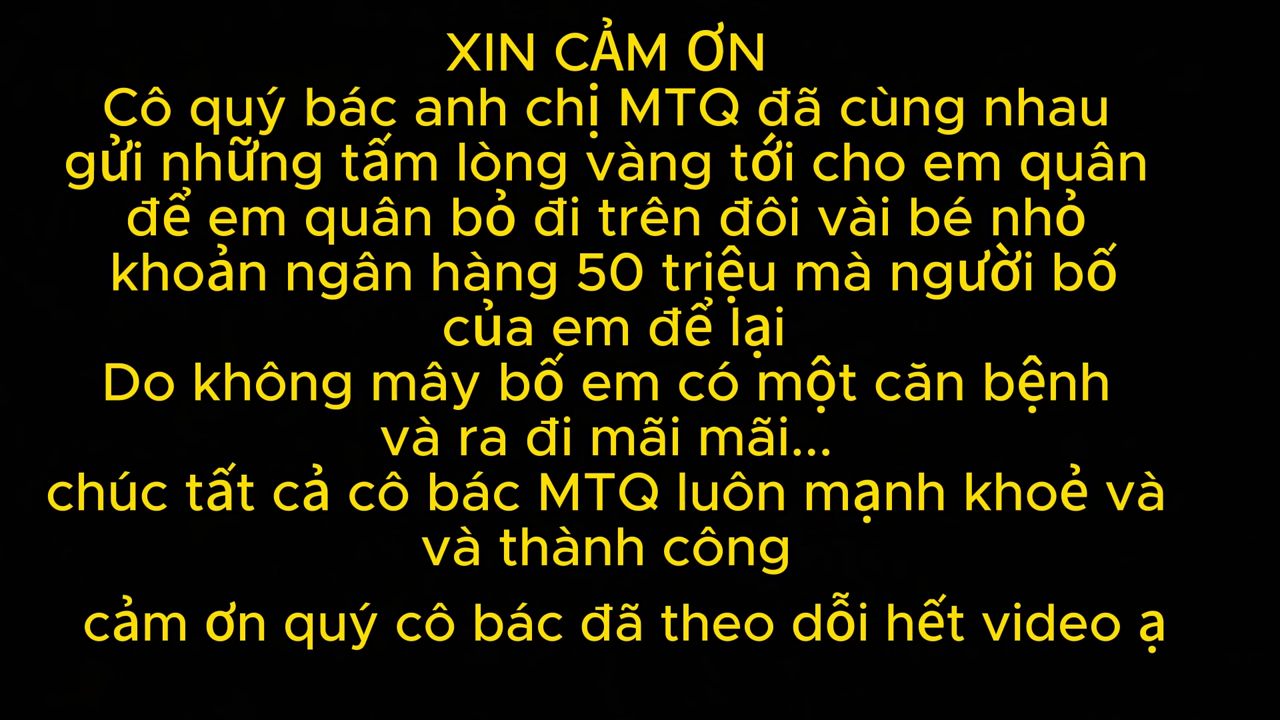 XIN CẢM ƠN
Cô quý bác anh chị MTQ đã cùng nhau
gửi những tấm lòng vàng tới cho em quân
để em quân bỏ đi trên đôi vài bé nhỏ
khoản ngân hàng 50 triệu mà người bố
của em để lại
Do không mây bố em có một căn bệnh
và ra đi mãi mãi...
chúc tất cả cô bác MTQ luôn mạnh khoẻ và
và thành công
cảm ơn quý cô bác đã theo dỗi hết video ạ